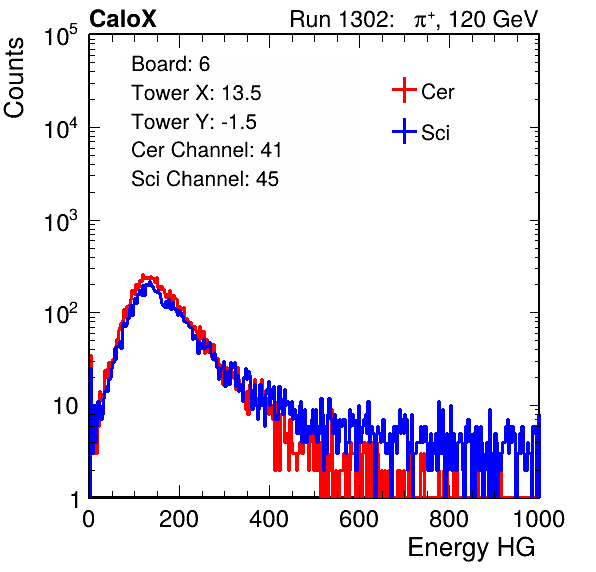 CaloX Run 1302: π⁺, 120 GeV
Counts
10⁵
10⁴
10³
10²
10
1
Board: 6
Tower X: 13.5
Tower Y: -1.5
Cer Channel: 41
Sci Channel: 45
Cer
Sci
0 200 400 600 800 1000
Energy HG